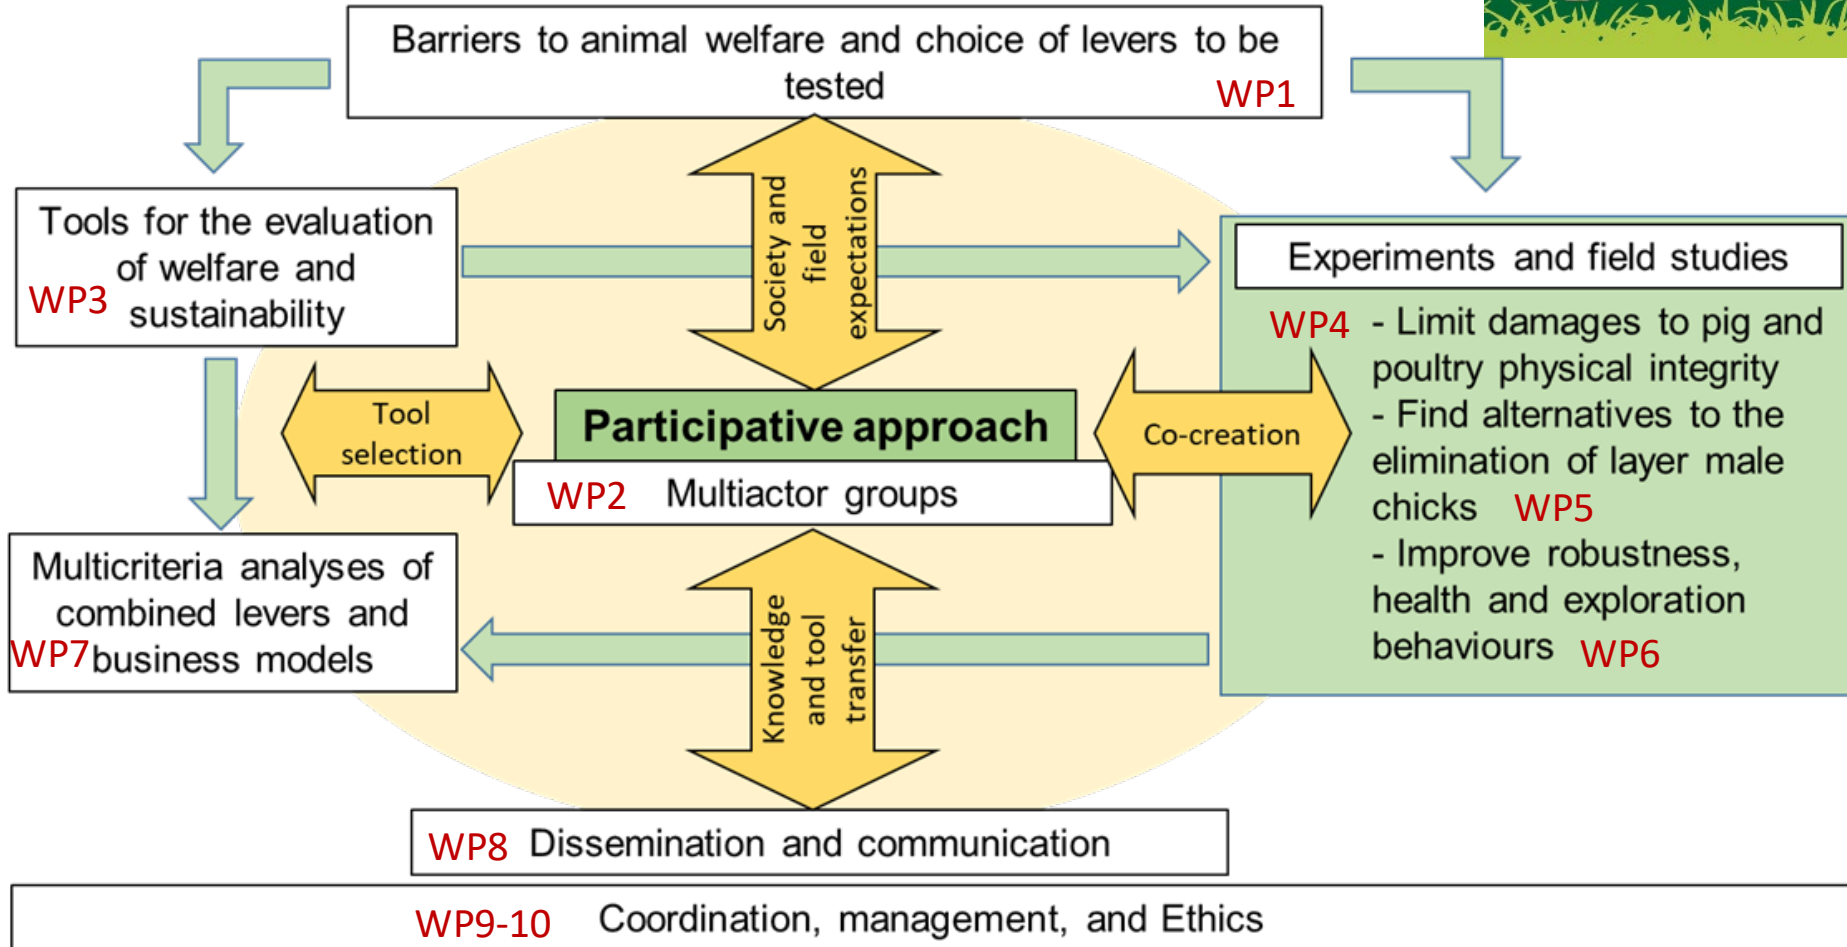 Barriers to animal welfare and choice of levers to be
tested
WP1
Tools for the evaluation
of welfare and
WP3
sustainability
Society and
field
expectations
Experiments and field studies
WP4
- Limit damages to pig and
poultry physical integrity
- Find alternatives to the
elimination of layer male
chicks WP5
- Improve robustness,
health and exploration
behaviours WP6
Tool
selection
Participative approach
WP2 Multiactor groups
Co-creation
Multicriteria analyses of
combined levers and
WP7 business models
Knowledge
and tool
transfer
WP8 Dissemination and communication
WP9-10 Coordination, management, and Ethics